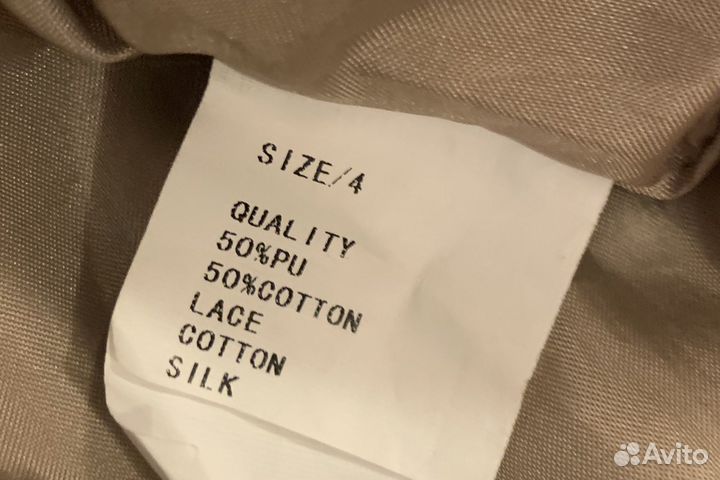 SIZE/4
QUALITY
50%PU
50%COTTON
LACE
COTTON
SILK
Avito